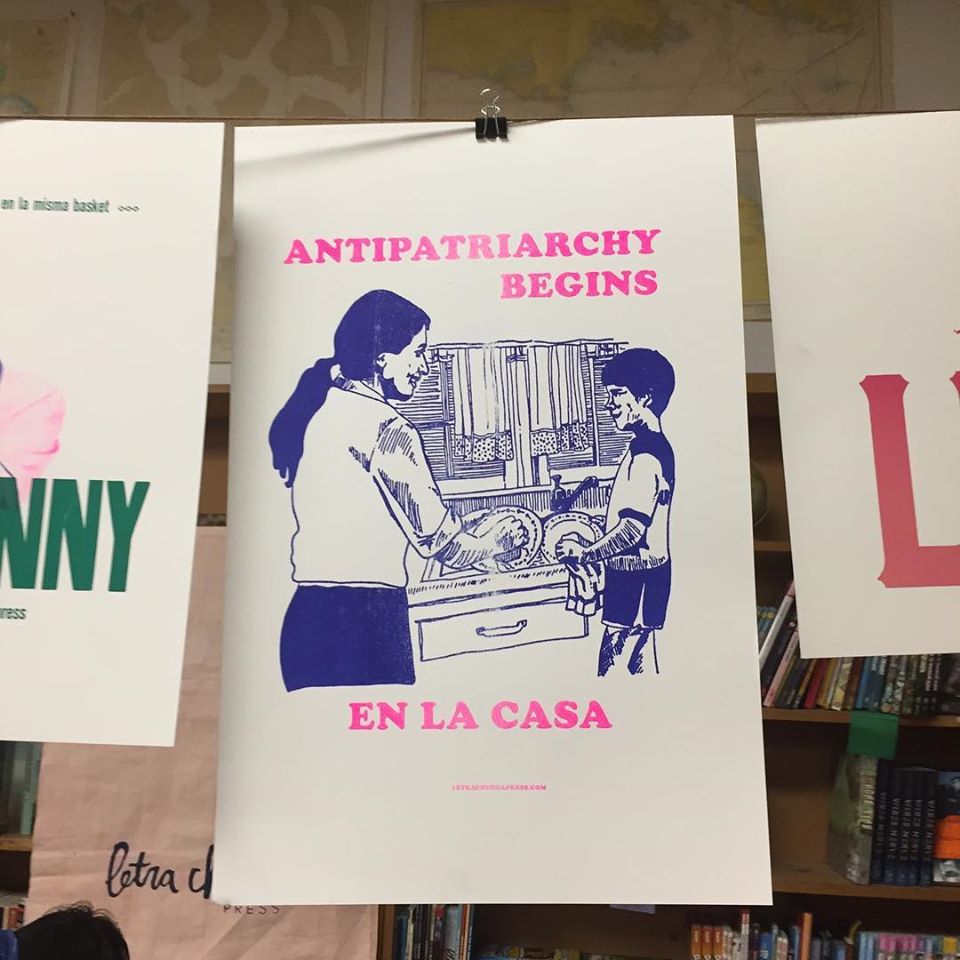 en la misma basket
NNY
ress
ANTIPATRIARCHY
BEGINS
EN LA CASA
LETRACHUECAPRESS.COM
L
letra ch
PRESS